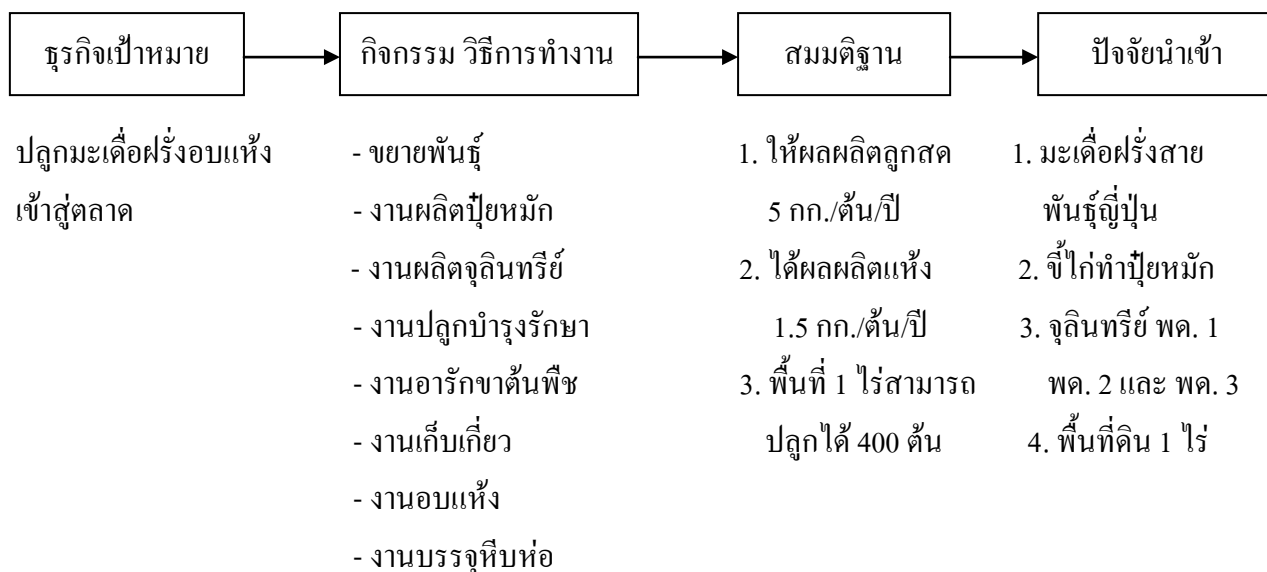 ธุรกิจเป้าหมาย
กิจกรรม วิธีการทำงาน
สมมติฐาน
ปัจจัยนำเข้า
ปลูกมะเดื่อฝรั่งอบแห้ง
เข้าสู่ตลาด
- ขยายพันธุ์
- งานผลิตปุ๋ยหมัก
- งานผลิตจุลินทรีย์
- งานปลูกบำรุงรักษา
- งานอารักขาต้นพืช
- งานเก็บเกี่ยว
- งานอบแห้ง
- งานบรรจุหีบห่อ
1. ให้ผลผลิตลูกสด
5 กก./ต้น/ปี
2. ได้ผลผลิตแห้ง
1.5 กก./ต้น/ปี
3. พื้นที่ 1 ไร่สามารถ
ปลูกได้ 400 ต้น
1. มะเดื่อฝรั่งสาย
พันธุ์ญี่ปุ่น
2. ขี้ไก่ทำปุ๋ยหมัก
3. จุลินทรีย์ พด. 1
พด. 2 และ พด. 3
4. พื้นที่ดิน 1 ไร่